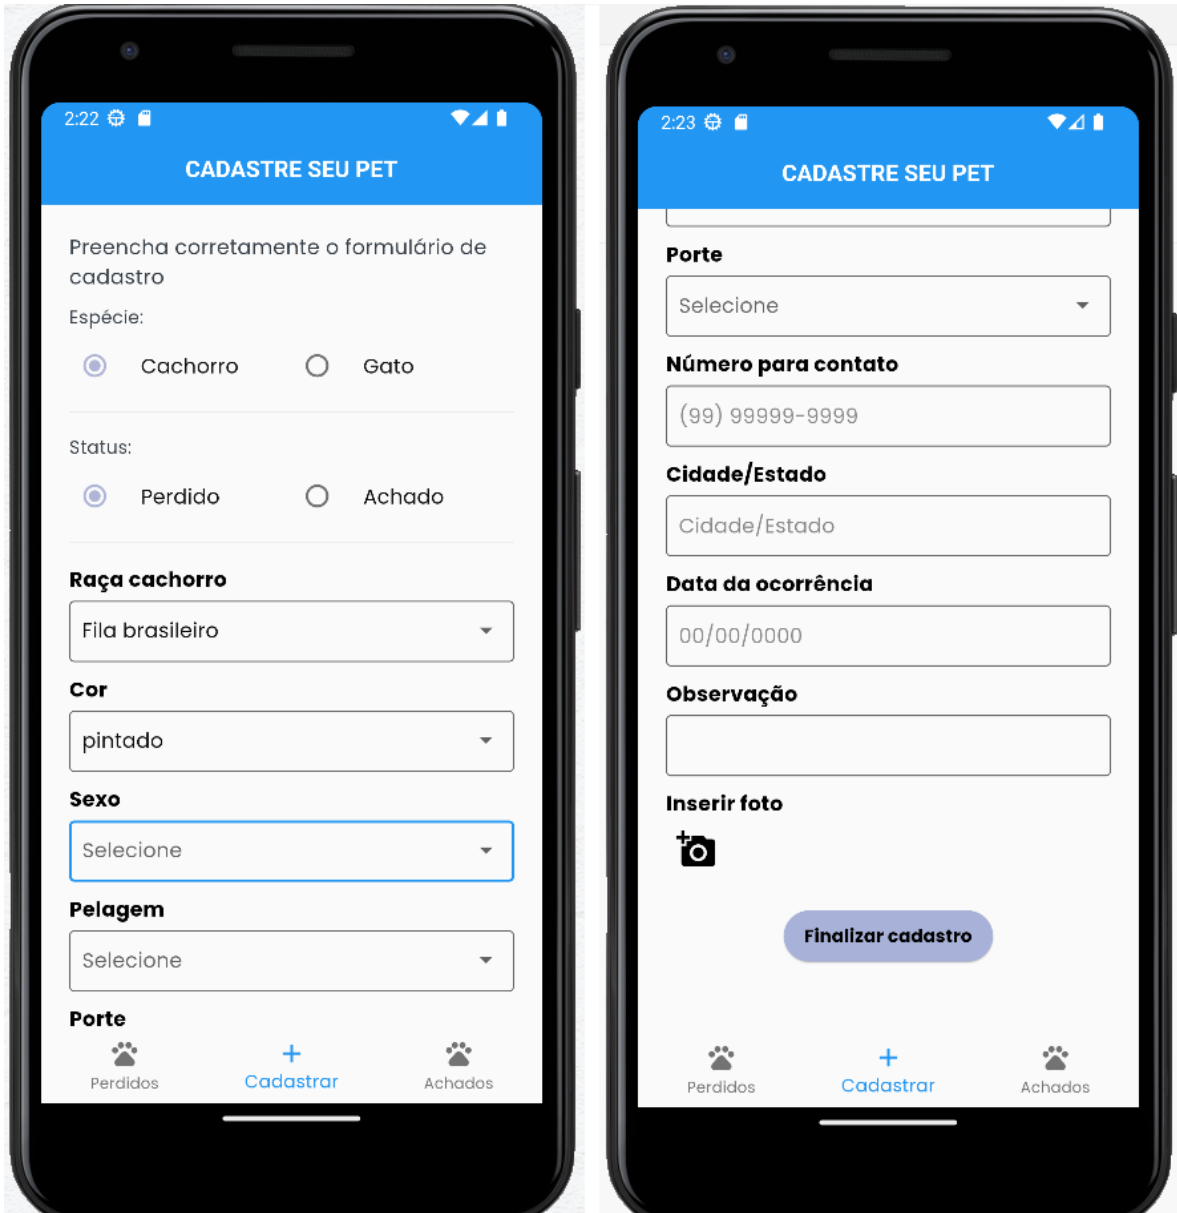 2:22
CADASTRE SEU PET
Preencha corretamente o formulário de
cadastro
Espécie:
Cachorro Gato
Status:
Perdido Achado
Raça cachorro
Fila brasileiro
Cor
pintado
Sexo
Selecione
Pelagem
Selecione
Porte
Perdidos Cadastrar Achados
2:23
CADASTRE SEU PET
Porte
Selecione
Número para contato
(99) 99999-9999
Cidade/Estado
Cidade/Estado
Data da ocorrência
00/00/0000
Observação
Inserir foto
Finalizar cadastro
Perdidos Cadastrar Achados